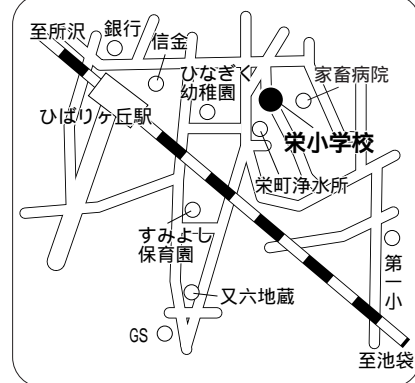 至所沢
銀行
信金
ひなぎく
幼稚園
家畜病院
ひばりヶ丘駅
栄小学校
栄町浄水所
すみよし
保育園
第一小
又六地蔵
GS
至池袋